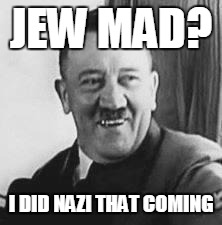 JEW MAD?
I DID NAZI THAT COMING